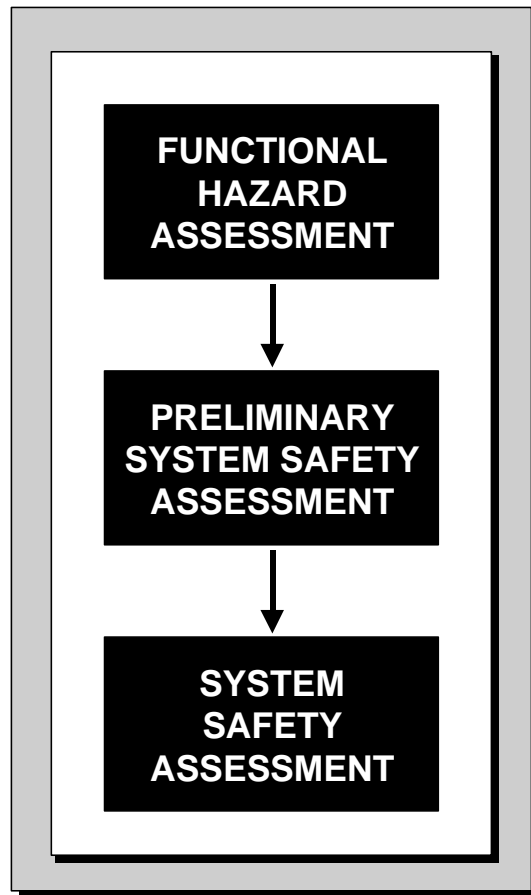 FUNCTIONAL
HAZARD
ASSESSMENT
PRELIMINARY
SYSTEM SAFETY
ASSESSMENT
SYSTEM
SAFETY
ASSESSMENT